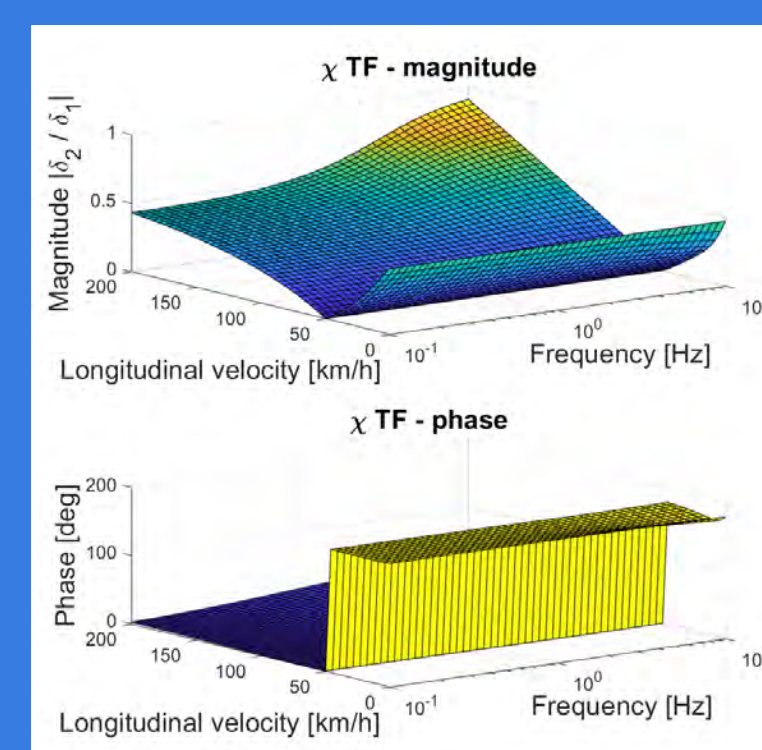 χ TF - magnitude
Magnitude |δ2 / δ1|
1
0.5
0
200
150
100
50
0
10-1
100
10
Longitudinal velocity [km/h]
Frequency [Hz]
χ TF - phase
Phase [deg]
200
100
0
200
150
100
50
0
10-1
100
10
Longitudinal velocity [km/h]
Frequency [Hz]